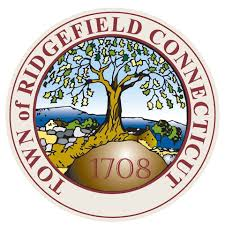 TOWN of RIDGEFIELD CONNECTICUT
1708